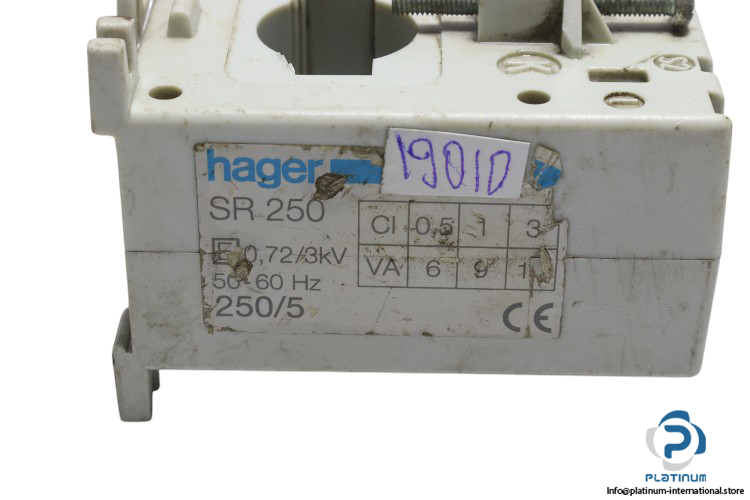 hager
19010
SR 250
Cl 0,5 1 3
0,72/3kV
VA 6 9
50-60 Hz
250/5
CE
PLATINUM
Info@platinum-international.store